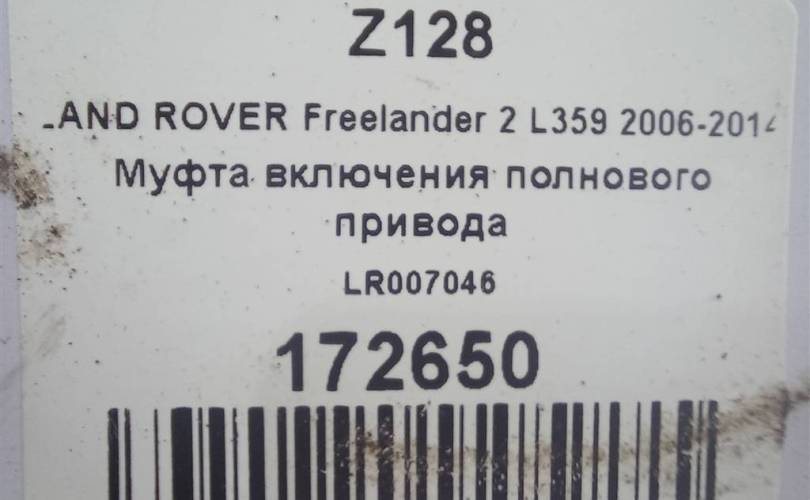 Z128
LAND ROVER Freelander 2 L359 2006-2014
Муфта включения полнового
привода
LR007046
172650